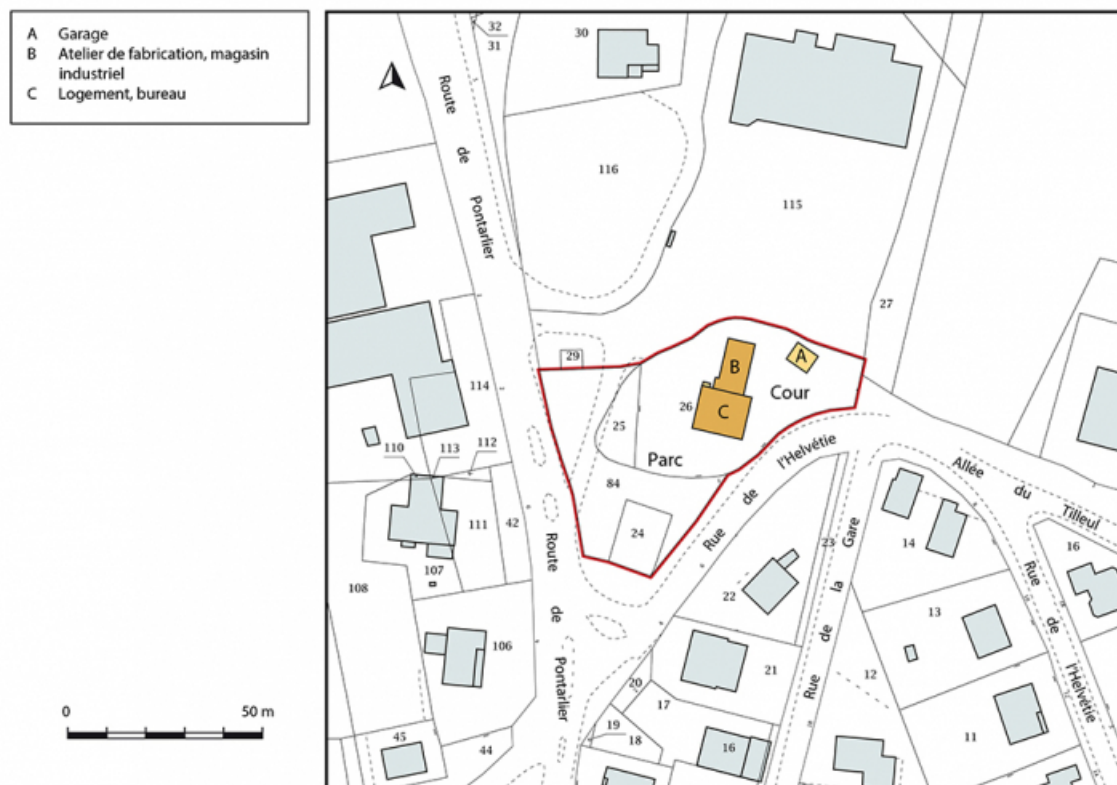 A Garage
B Atelier de fabrication, magasin
industriel
C Logement, bureau
0 50 m
32
31
30
Route
de
Pontarlier
116
115
27
29
114
A
B
C
Cour
26
25
Parc
84
24
l'Helvétie
de
Rue
110
113
112
111
42
107
108
106
Route
de
Pontarlier
45
44
Allée
du
Tilleul
23
Gare
la
de
Rue
14
16
22
21
20
17
19
18
16
13
12
11
Rue
de
l'Helvétie